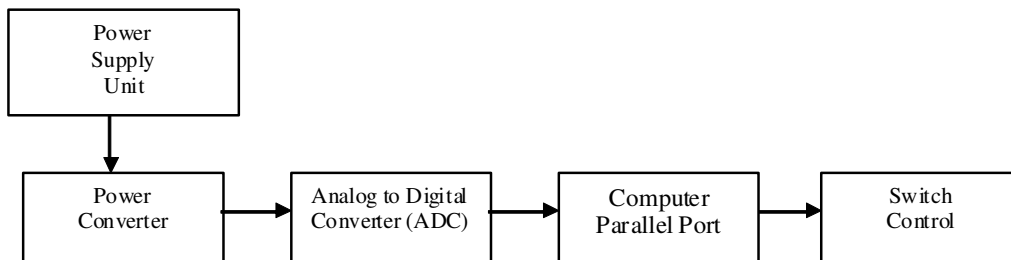 Power
Supply
Unit
Power
Converter
Analog to Digital
Converter (ADC)
Computer
Parallel Port
Switch
Control